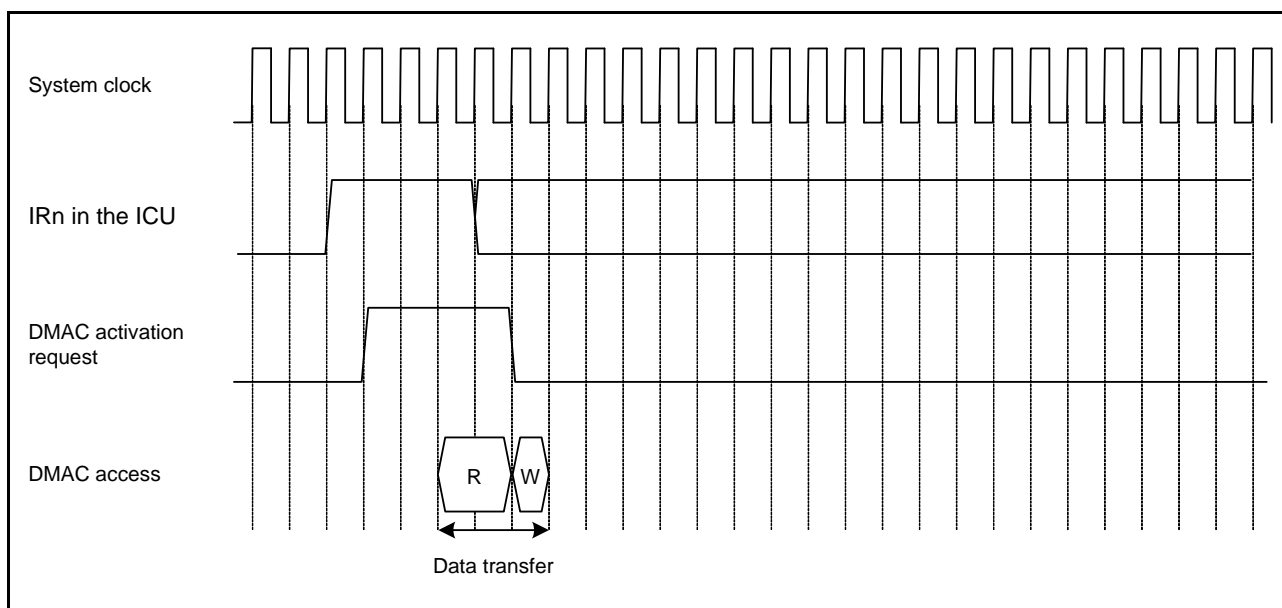 System clock
IRn in the ICU
DMAC activation
request
DMAC access
R
W
Data transfer